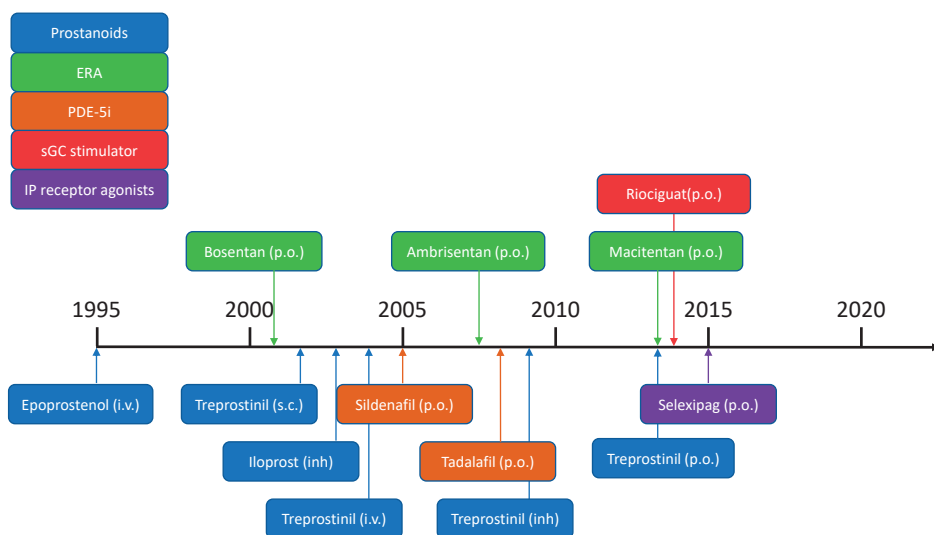 Prostanoids
ERA
PDE-5i
sGC stimulator
IP receptor agonists
Riociguat(p.o.)
Bosentan (p.o.)
Ambrisentan (p.o.)
Macitentan (p.o.)
1995
2000
2005
2010
2015
2020
Epoprostenol (i.v.)
Treprostinil (s.c.)
Sildenafil (p.o.)
Selexipag (p.o.)
Iloprost (inh)
Tadalafil (p.o.)
Treprostinil (p.o.)
Treprostinil (i.v.)
Treprostinil (inh)